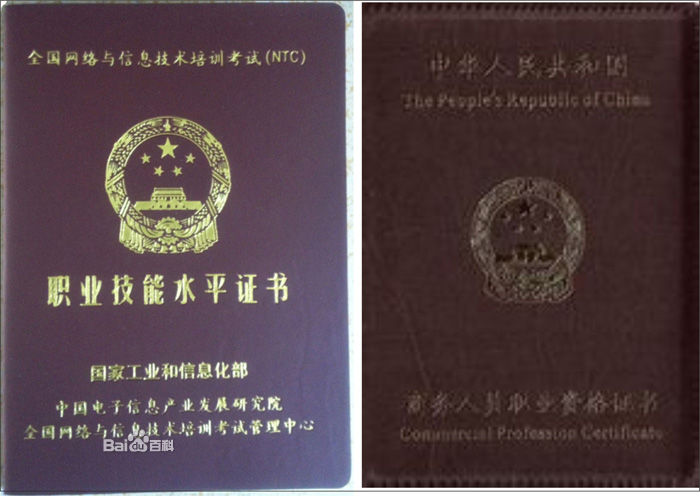 全国网络与信息技术培训考试(NTC)
职业技能水平证书
国家工业和信息化部
中国电子信息产业发展研究院
全国网络与信息技术培训考试管理中心
Bai du 百科
中华人民共和国
The People's Republic of China
商务人员职业资格证书
Commercial Profession Certificate